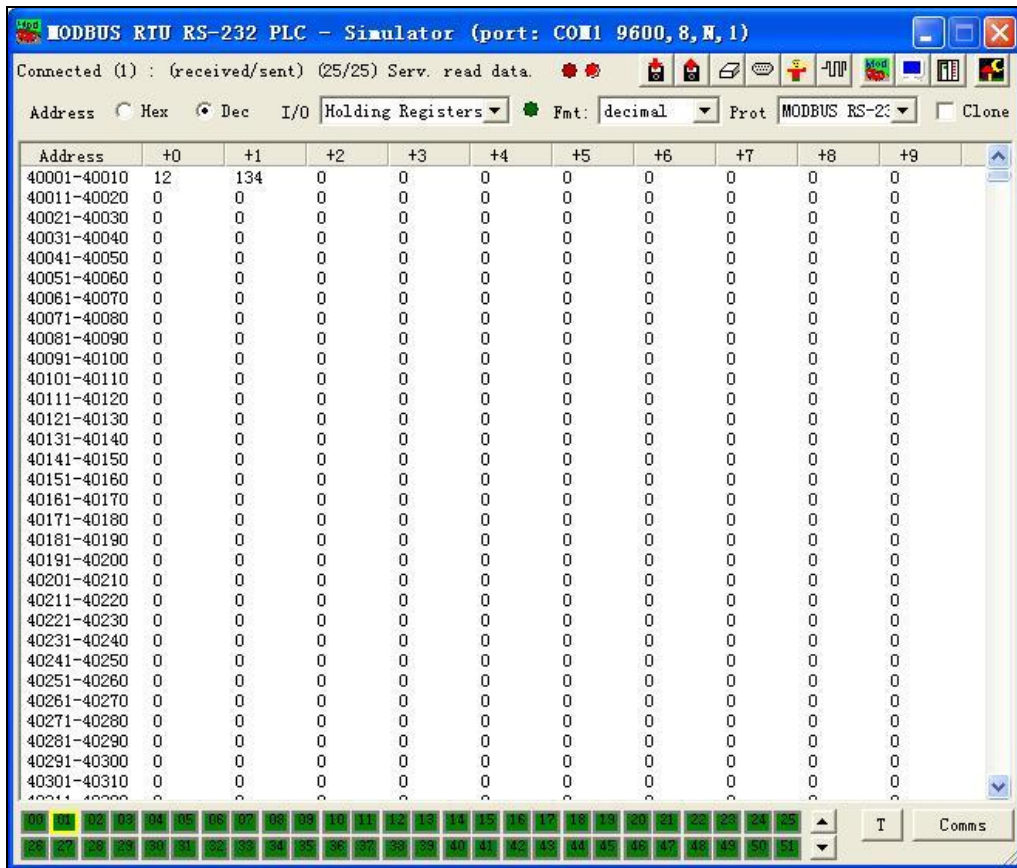 MODBUS RTU RS-232 PLC - Simulator (port: COM1 9600,8,N,1)
Connected (1) : (received/sent) (25/25) Serv. read data.
Address Hex Dec I/O Holding Registers Fmt: decimal Prot MODBUS RS-23 Clone
Address +0 +1 +2 +3 +4 +5 +6 +7 +8 +9
40001-40010 12 134 0 0 0 0 0 0 0 0
40011-40020 0 0 0 0 0 0 0 0 0 0
40021-40030 0 0 0 0 0 0 0 0 0 0
40031-40040 0 0 0 0 0 0 0 0 0 0
40041-40050 0 0 0 0 0 0 0 0 0 0
40051-40060 0 0 0 0 0 0 0 0 0 0
40061-40070 0 0 0 0 0 0 0 0 0 0
40071-40080 0 0 0 0 0 0 0 0 0 0
40081-40090 0 0 0 0 0 0 0 0 0 0
40091-40100 0 0 0 0 0 0 0 0 0 0
40101-40110 0 0 0 0 0 0 0 0 0 0
40111-40120 0 0 0 0 0 0 0 0 0 0
40121-40130 0 0 0 0 0 0 0 0 0 0
40131-40140 0 0 0 0 0 0 0 0 0 0
40141-40150 0 0 0 0 0 0 0 0 0 0
40151-40160 0 0 0 0 0 0 0 0 0 0
40161-40170 0 0 0 0 0 0 0 0 0 0
40171-40180 0 0 0 0 0 0 0 0 0 0
40181-40190 0 0 0 0 0 0 0 0 0 0
40191-40200 0 0 0 0 0 0 0 0 0 0
40201-40210 0 0 0 0 0 0 0 0 0 0
40211-40220 0 0 0 0 0 0 0 0 0 0
40221-40230 0 0 0 0 0 0 0 0 0 0
40231-40240 0 0 0 0 0 0 0 0 0 0
40241-40250 0 0 0 0 0 0 0 0 0 0
40251-40260 0 0 0 0 0 0 0 0 0 0
40261-40270 0 0 0 0 0 0 0 0 0 0
40271-40280 0 0 0 0 0 0 0 0 0 0
40281-40290 0 0 0 0 0 0 0 0 0 0
40291-40300 0 0 0 0 0 0 0 0 0 0
40301-40310 0 0 0 0 0 0 0 0 0 0
00 01 02 03 04 05 06 07 08 09 10 11 12 13 14 15 16 17 18 19 20 21 22 23 24 25 T Comms
26 27 28 29 30 31 32 33 34 35 36 37 38 39 40 41 42 43 44 45 46 47 48 49 50 51